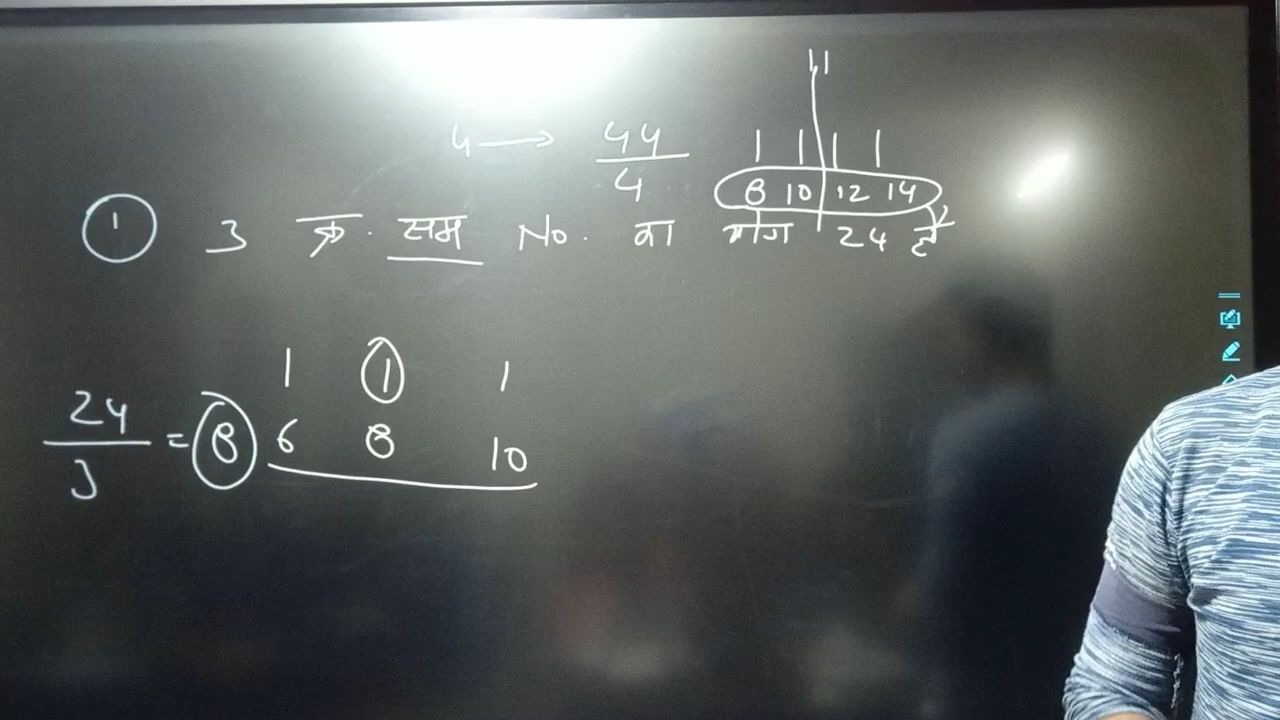 11
4 → 44/4 1 1 1 1
8 10 12 14
1 3 क्र. सम No. का योग 24 है
1 1 1
24/3 = 8 6 8 10